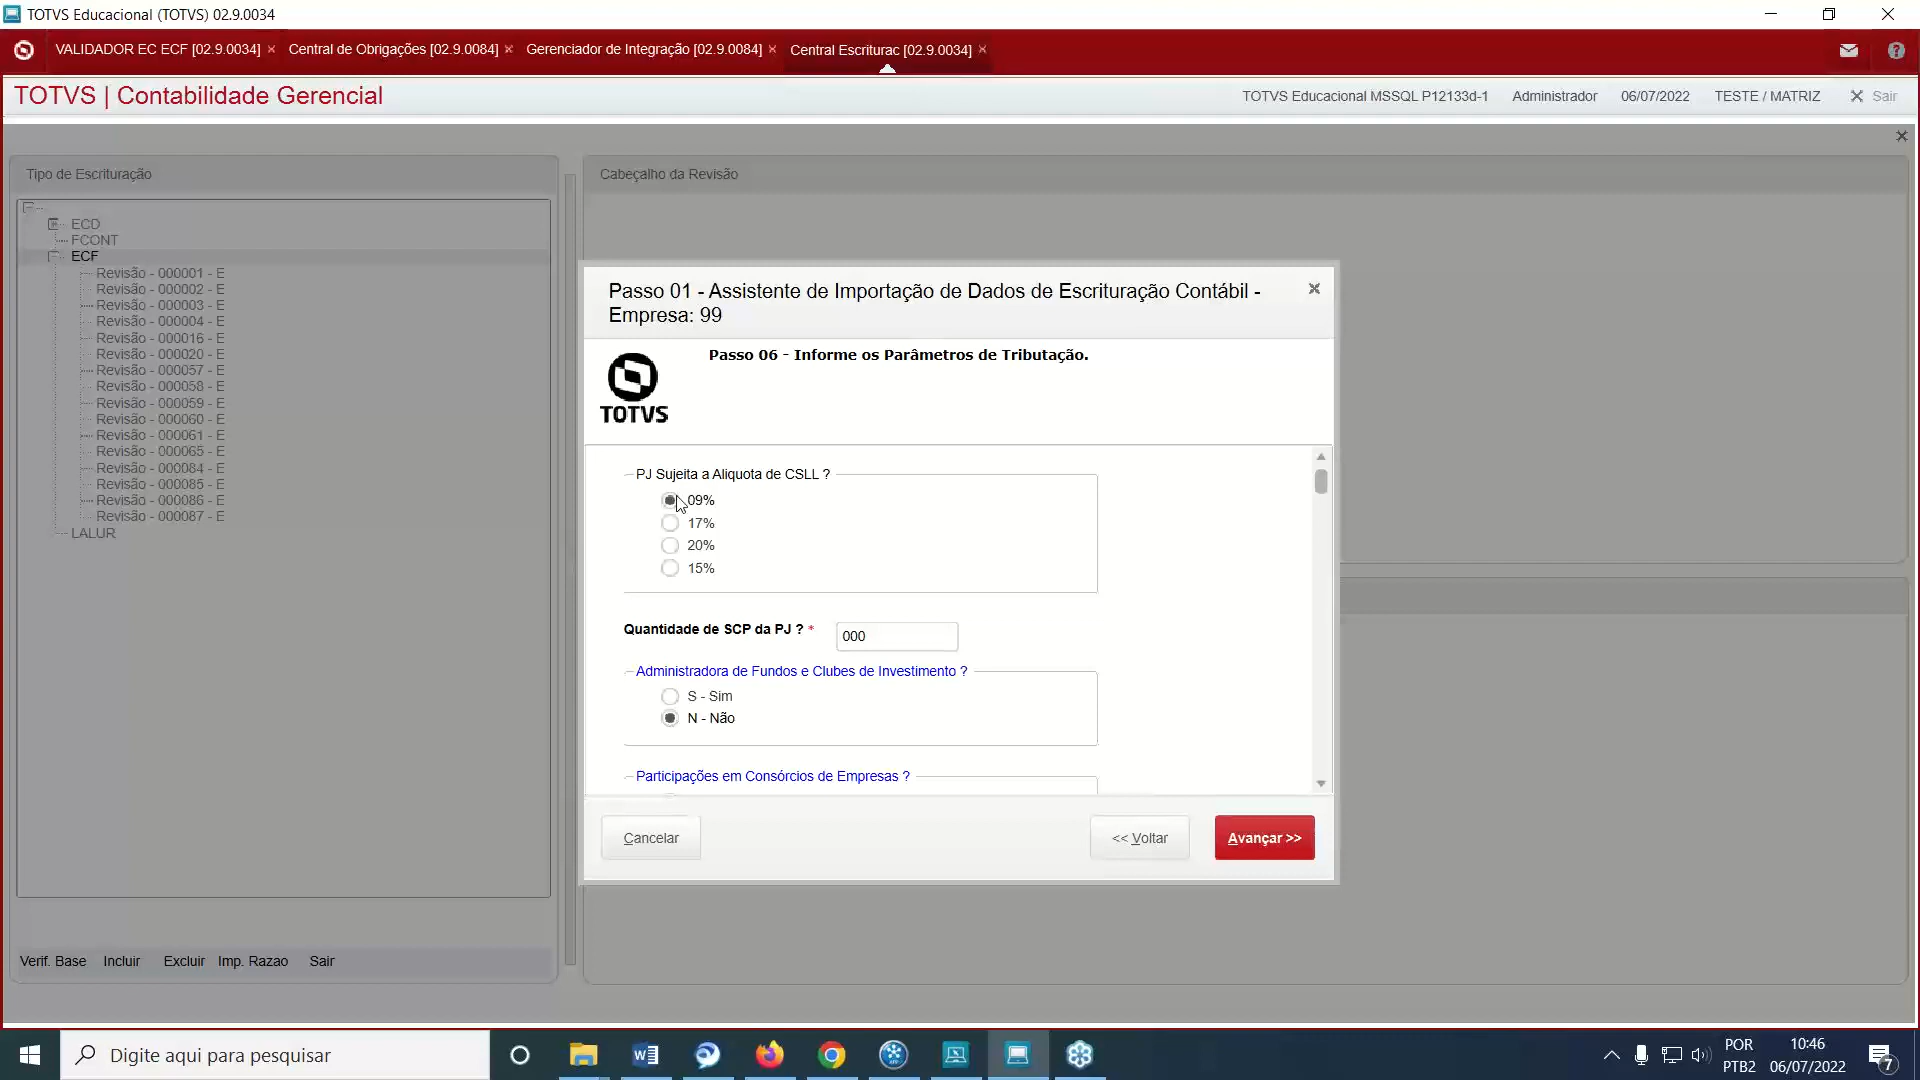 TOTVS Educacional (TOTVS) 02.9.0034
VALIDADOR EC ECF [02.9.0034]
Central de Obrigações [02.9.0084]
Gerenciador de Integração [02.9.0084]
Central Escriturac [02.9.0034]
TOTVS | Contabilidade Gerencial
TOTVS Educacional MSSQL P12133d-1
Administrador
06/07/2022
TESTE / MATRIZ
Sair
Tipo de Escrituração
ECD
FCONT
ECF
Revisão - 000001 - E
Revisão - 000002 - E
Revisão - 000003 - E
Revisão - 000004 - E
Revisão - 000016 - E
Revisão - 000020 - E
Revisão - 000057 - E
Revisão - 000058 - E
Revisão - 000059 - E
Revisão - 000060 - E
Revisão - 000061 - E
Revisão - 000065 - E
Revisão - 000084 - E
Revisão - 000085 - E
Revisão - 000086 - E
Revisão - 000087 - E
LALUR
Verif. Base
Incluir
Excluir
Imp. Razao
Sair
Cabeçalho da Revisão
Passo 01 - Assistente de Importação de Dados de Escrituração Contábil -
Empresa: 99
TOTVS
Passo 06 - Informe os Parâmetros de Tributação.
PJ Sujeita a Aliquota de CSLL ?
09%
17%
20%
15%
Quantidade de SCP da PJ ? *
000
Administradora de Fundos e Clubes de Investimento ?
S - Sim
N - Não
Participações em Consórcios de Empresas ?
Cancelar
<< Voltar
Avançar >>
Digite aqui para pesquisar
POR
PTB2
10:46
06/07/2022
7